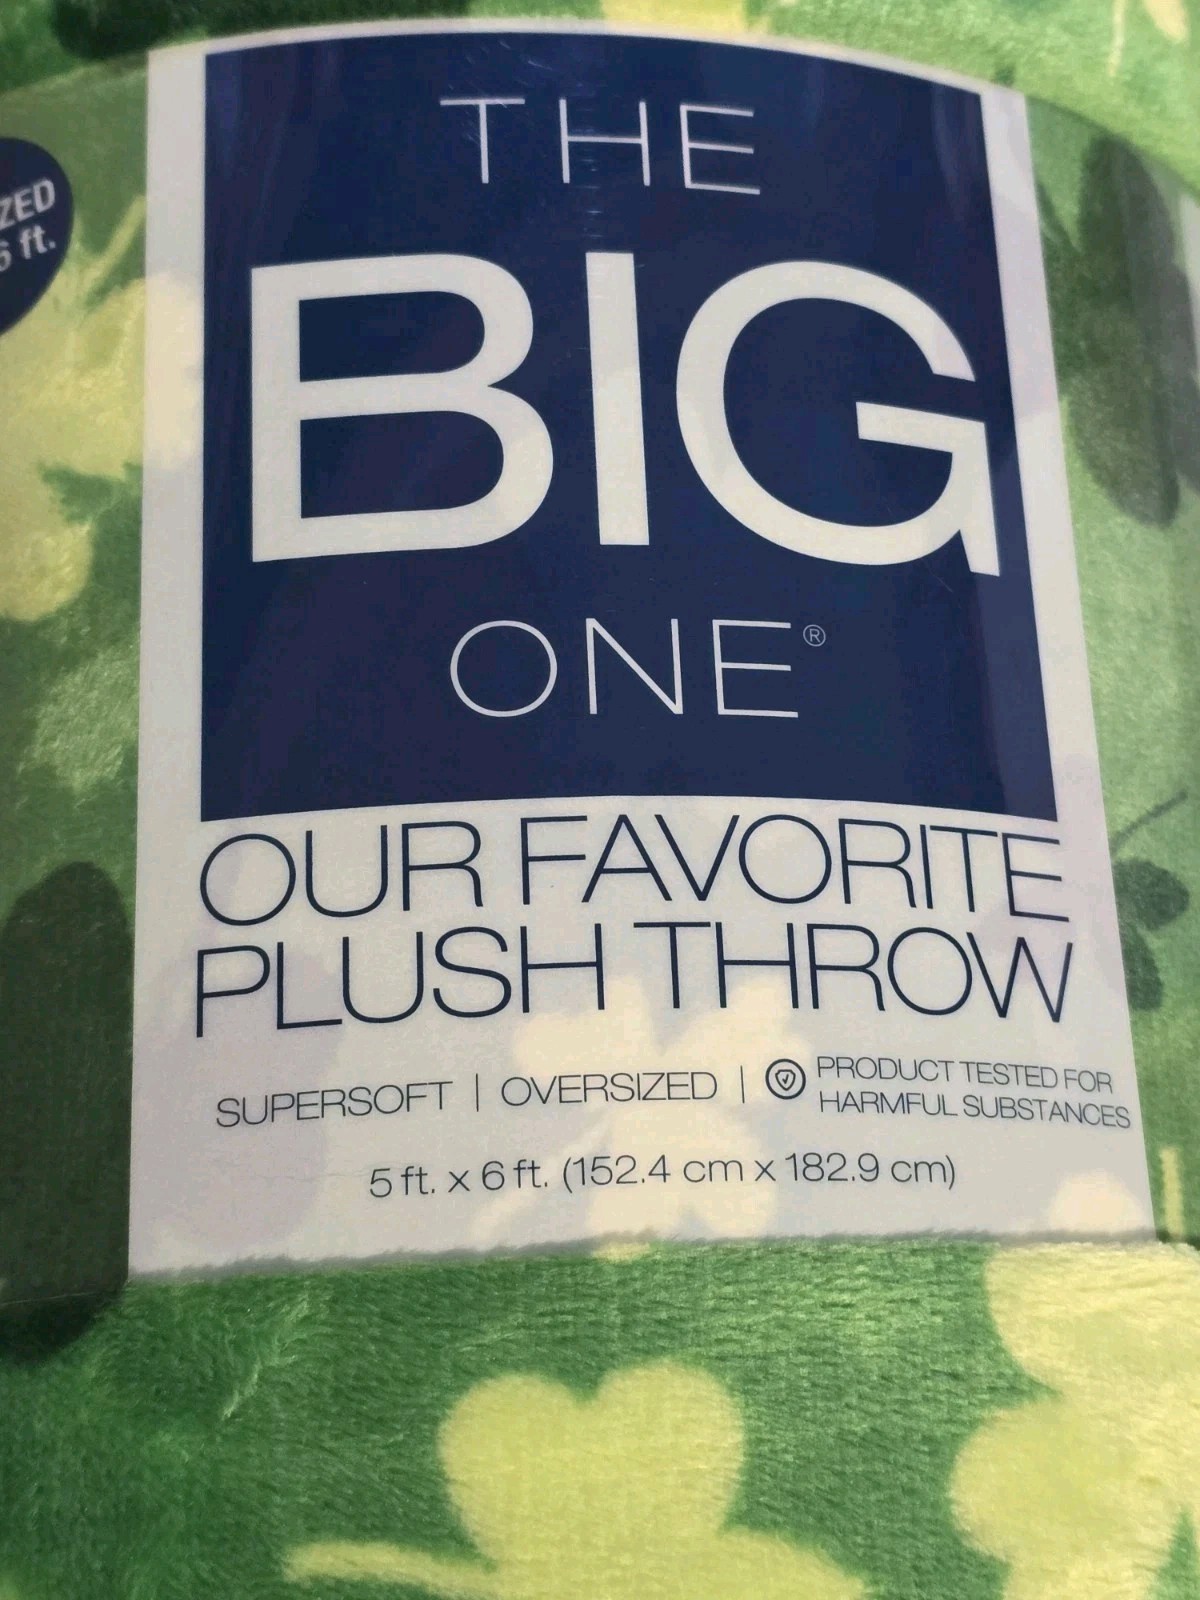 THE
BIG
ONE®
OUR FAVORITE
PLUSH THROW
SUPERSOFT | OVERSIZED | PRODUCT TESTED FOR
HARMFUL SUBSTANCES
5 ft. x 6 ft. (152.4 cm x 182.9 cm)
ZED
6 ft.